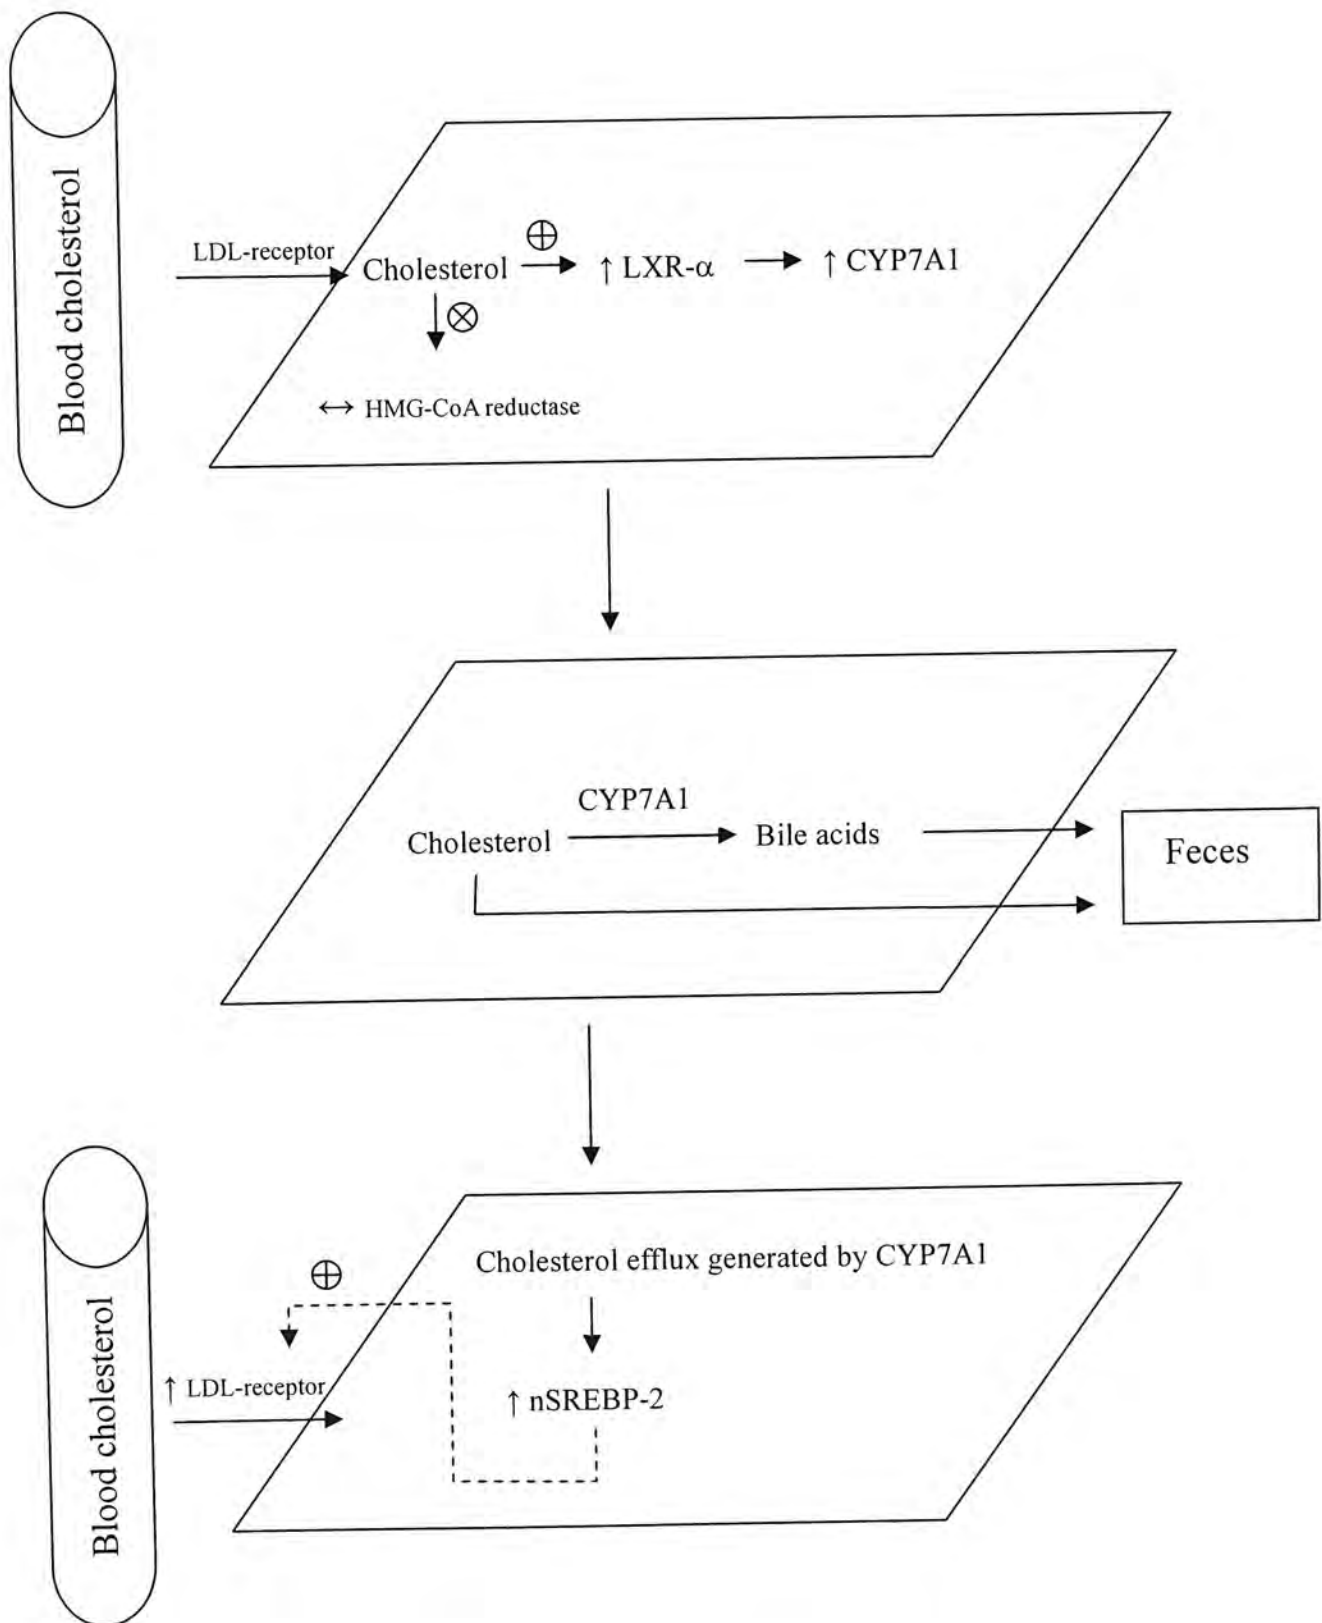 Blood cholesterol
LDL-receptor
Cholesterol ⊕ ↑ LXR-α ↑ CYP7A1
⊗
↔ HMG-CoA reductase
CYP7A1
Cholesterol Bile acids
Feces
Cholesterol efflux generated by CYP7A1
⊕
Blood cholesterol
↑ LDL-receptor
↑ nSREBP-2